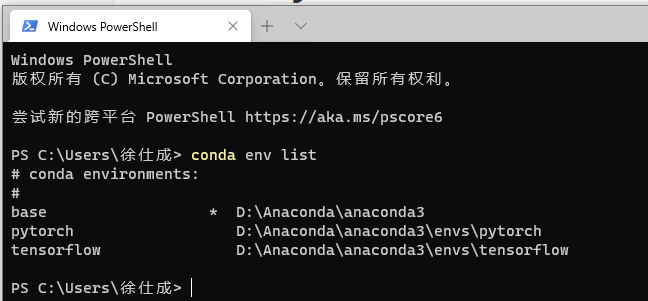 Windows PowerShell
Windows PowerShell
版权所有 (C) Microsoft Corporation。保留所有权利。
尝试新的跨平台 PowerShell https://aka.ms/pscore6
PS C:\Users\徐仕成> conda env list
# conda environments:
#
base                  *  D:\Anaconda\anaconda3
pytorch                  D:\Anaconda\anaconda3\envs\pytorch
tensorflow               D:\Anaconda\anaconda3\envs\tensorflow
PS C:\Users\徐仕成>